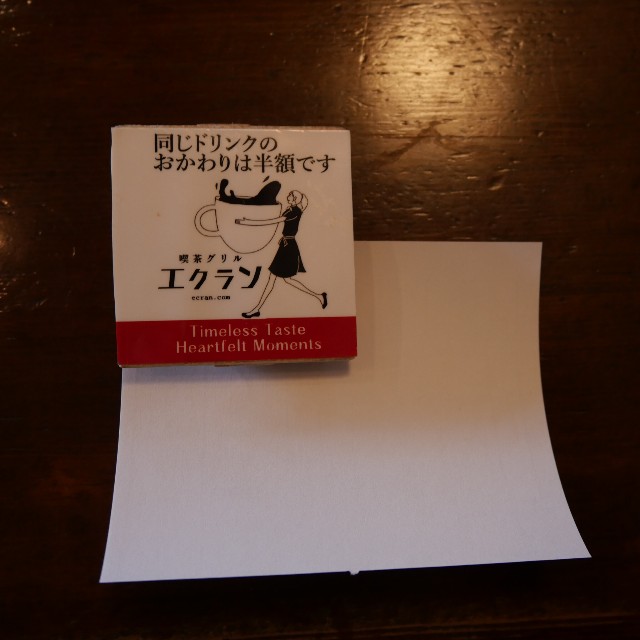 同じドリンクの
おかわりは半額です
喫茶グリル
エクラン
ecran.com
Timeless Taste
Heartfelt Moments